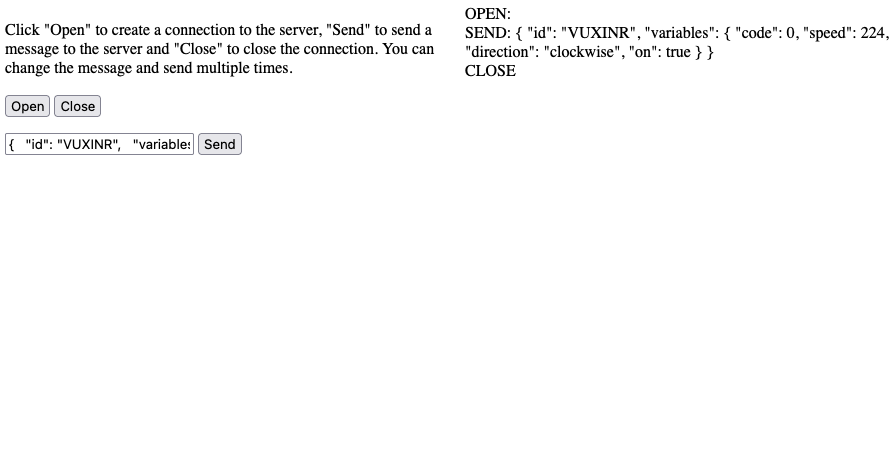 Click "Open" to create a connection to the server, "Send" to send a
message to the server and "Close" to close the connection. You can
change the message and send multiple times.
Open Close
{   "id": "VUXINR",   "variables Send
OPEN:
SEND: { "id": "VUXINR", "variables": { "code": 0, "speed": 224,
"direction": "clockwise", "on": true } }
CLOSE